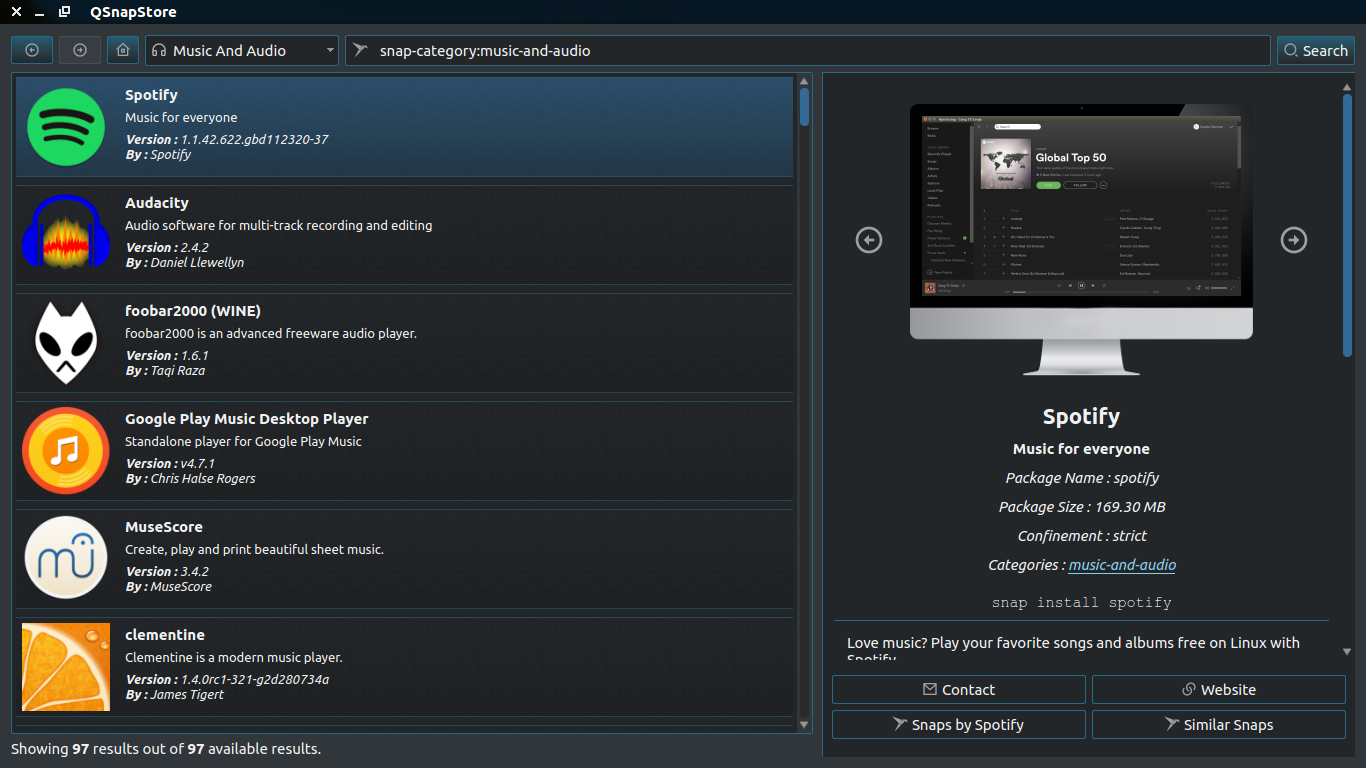 QSnapStore
Music And Audio
snap-category:music-and-audio
Search
Spotify
Music for everyone
Version : 1.1.42.622.gbd112320-37
By : Spotify
Audacity
Audio software for multi-track recording and editing
Version : 2.4.2
By : Daniel Llewellyn
foobar2000 (WINE)
foobar2000 is an advanced freeware audio player.
Version : 1.6.1
By : Taqi Raza
Google Play Music Desktop Player
Standalone player for Google Play Music
Version : v4.7.1
By : Chris Halse Rogers
MuseScore
Create, play and print beautiful sheet music.
Version : 3.4.2
By : MuseScore
clementine
Clementine is a modern music player.
Version : 1.4.0rc1-321-g2d280734a
By : James Tigert
Showing 97 results out of 97 available results.
Global Top 50
Spotify
Music for everyone
Package Name : spotify
Package Size : 169.30 MB
Confinement : strict
Categories : music-and-audio
snap install spotify
Love music? Play your favorite songs and albums free on Linux with
Spotify
Contact
Website
Snaps by Spotify
Similar Snaps